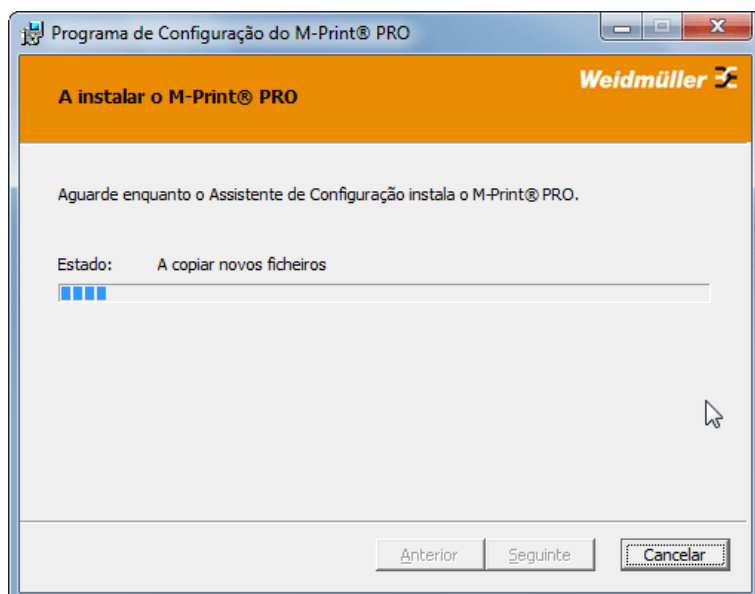 Programa de Configuração do M-Print® PRO
Weidmüller
A instalar o M-Print® PRO
Aguarde enquanto o Assistente de Configuração instala o M-Print® PRO.
Estado: A copiar novos ficheiros
Anterior Seguinte Cancelar